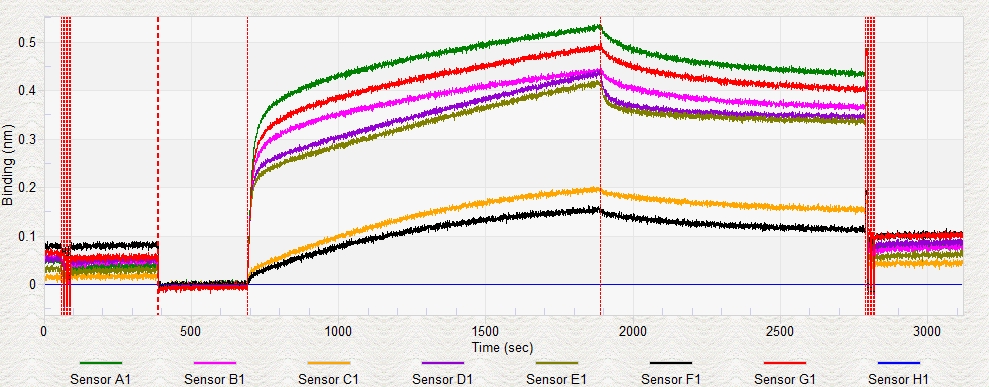 Binding (nm)
0.5
0.4
0.3
0.2
0.1
0
0 500 1000 1500 2000 2500 3000
Time (sec)
Sensor A1 Sensor B1 Sensor C1 Sensor D1 Sensor E1 Sensor F1 Sensor G1 Sensor H1